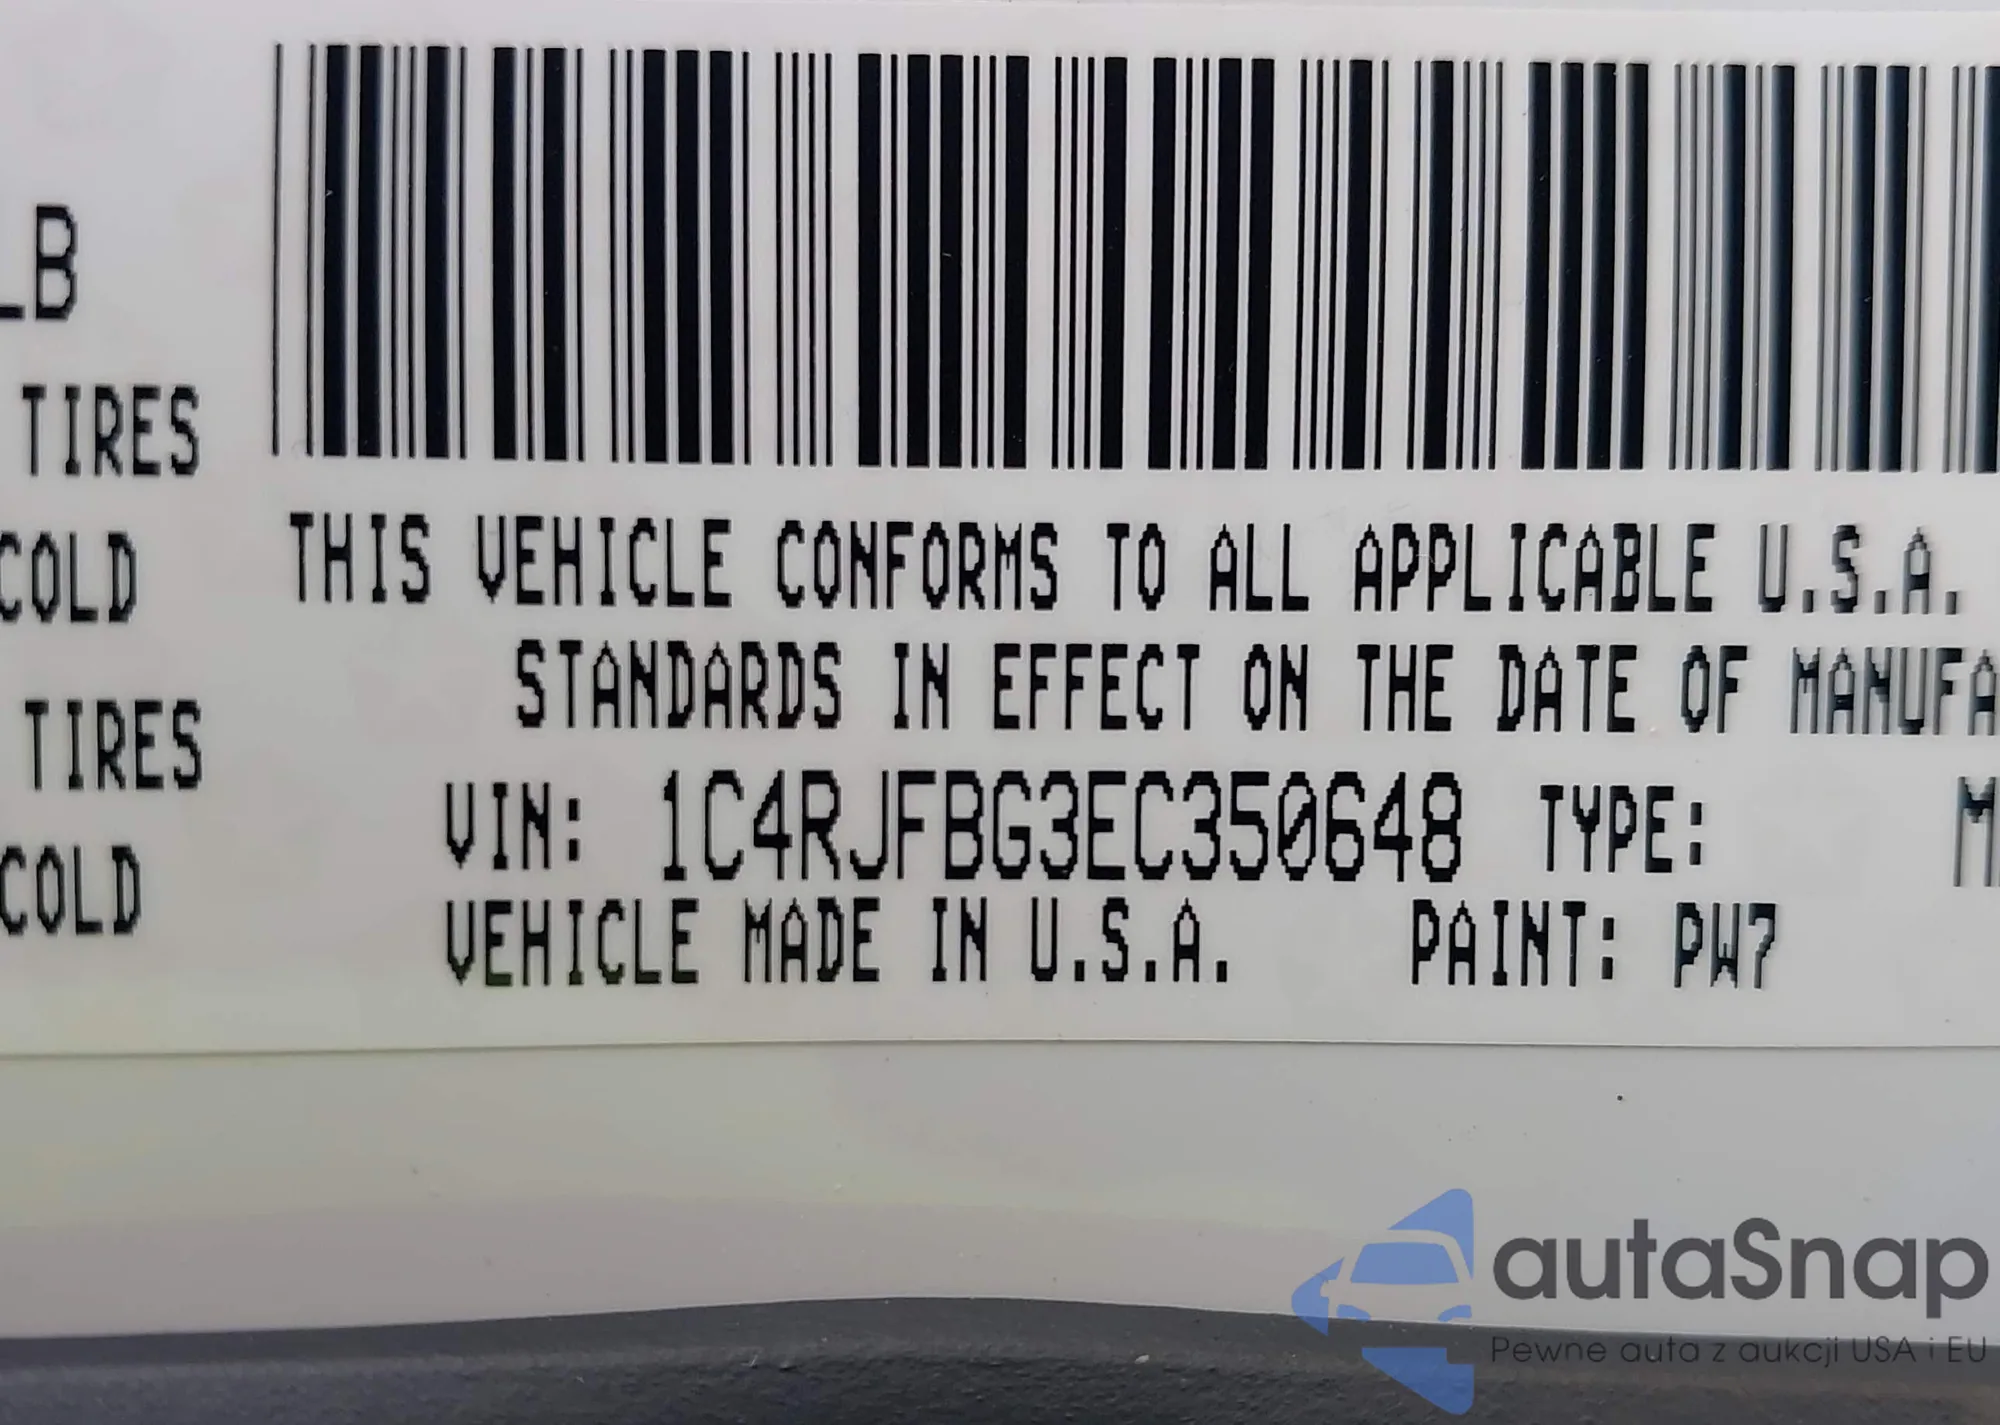 LB
TIRES
COLD
TIRES
COLD
THIS VEHICLE CONFORMS TO ALL APPLICABLE U.S.A.
STANDARDS IN EFFECT ON THE DATE OF MANUFA
VIN: 1C4RJFBG3EC350648 TYPE: M
VEHICLE MADE IN U.S.A. PAINT: PW7
autaSnap
Pewne auta z aukcji USA i EU